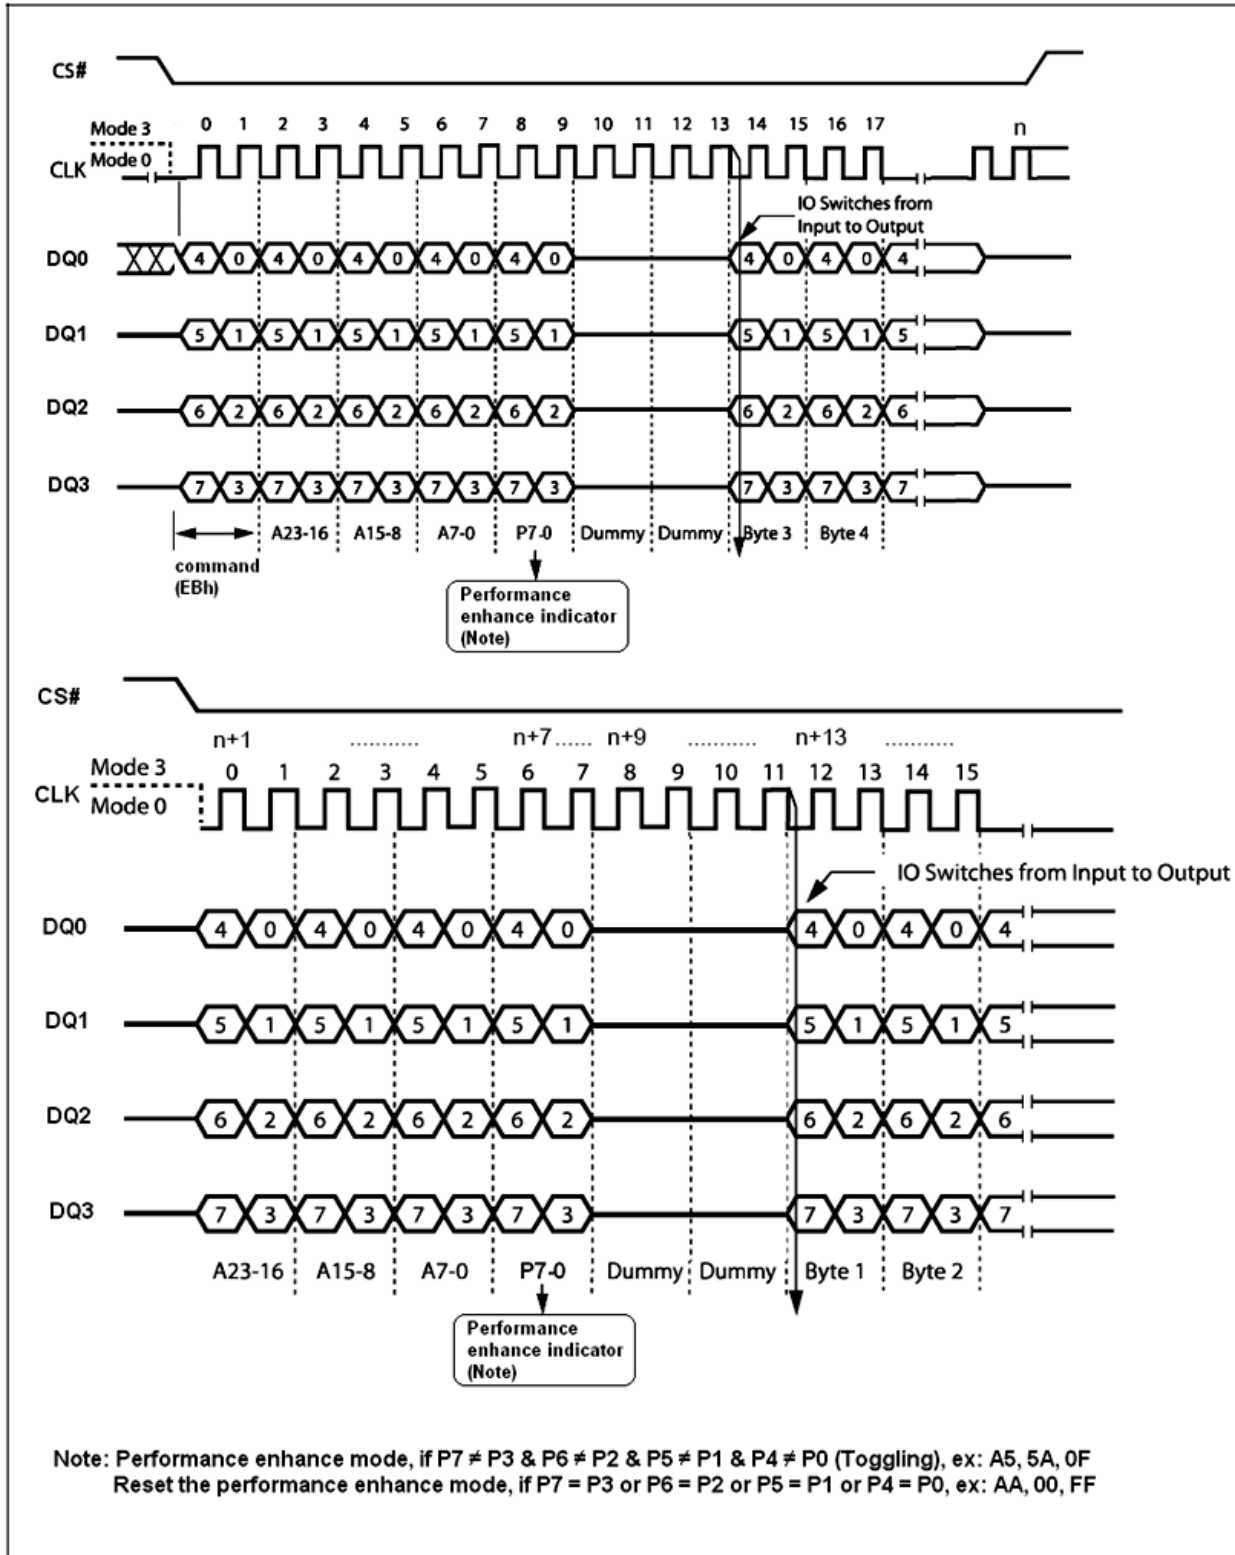 CS#
Mode 3
0 1 2 3 4 5 6 7 8 9 10 11 12 13 14 15 16 17 n
CLK Mode 0
IO Switches from
Input to Output
DQ0 4 0 4 0 4 0 4 0 4 0 4 0 4 0 4
DQ1 5 1 5 1 5 1 5 1 5 1 5 1 5 1 5
DQ2 6 2 6 2 6 2 6 2 6 2 6 2 6 2 6
DQ3 7 3 7 3 7 3 7 3 7 3 7 3 7 3 7
A23-16 A15-8 A7-0 P7-0 Dummy Dummy Byte 3 Byte 4
command
(EBh)
Performance
enhance indicator
(Note)
CS#
n+1 ........... n+7 ...... n+9 ........... n+13 ...........
Mode 3 0 1 2 3 4 5 6 7 8 9 10 11 12 13 14 15
CLK Mode 0
IO Switches from Input to Output
DQ0 4 0 4 0 4 0 4 0 4 0 4 0 4
DQ1 5 1 5 1 5 1 5 1 5 1 5 1 5
DQ2 6 2 6 2 6 2 6 2 6 2 6 2 6
DQ3 7 3 7 3 7 3 7 3 7 3 7 3 7
A23-16 A15-8 A7-0 P7-0 Dummy Dummy Byte 1 Byte 2
Performance
enhance indicator
(Note)
Note: Performance enhance mode, if P7 ≠ P3 & P6 ≠ P2 & P5 ≠ P1 & P4 ≠ P0 (Toggling), ex: A5, 5A, 0F
Reset the performance enhance mode, if P7 = P3 or P6 = P2 or P5 = P1 or P4 = P0, ex: AA, 00, FF